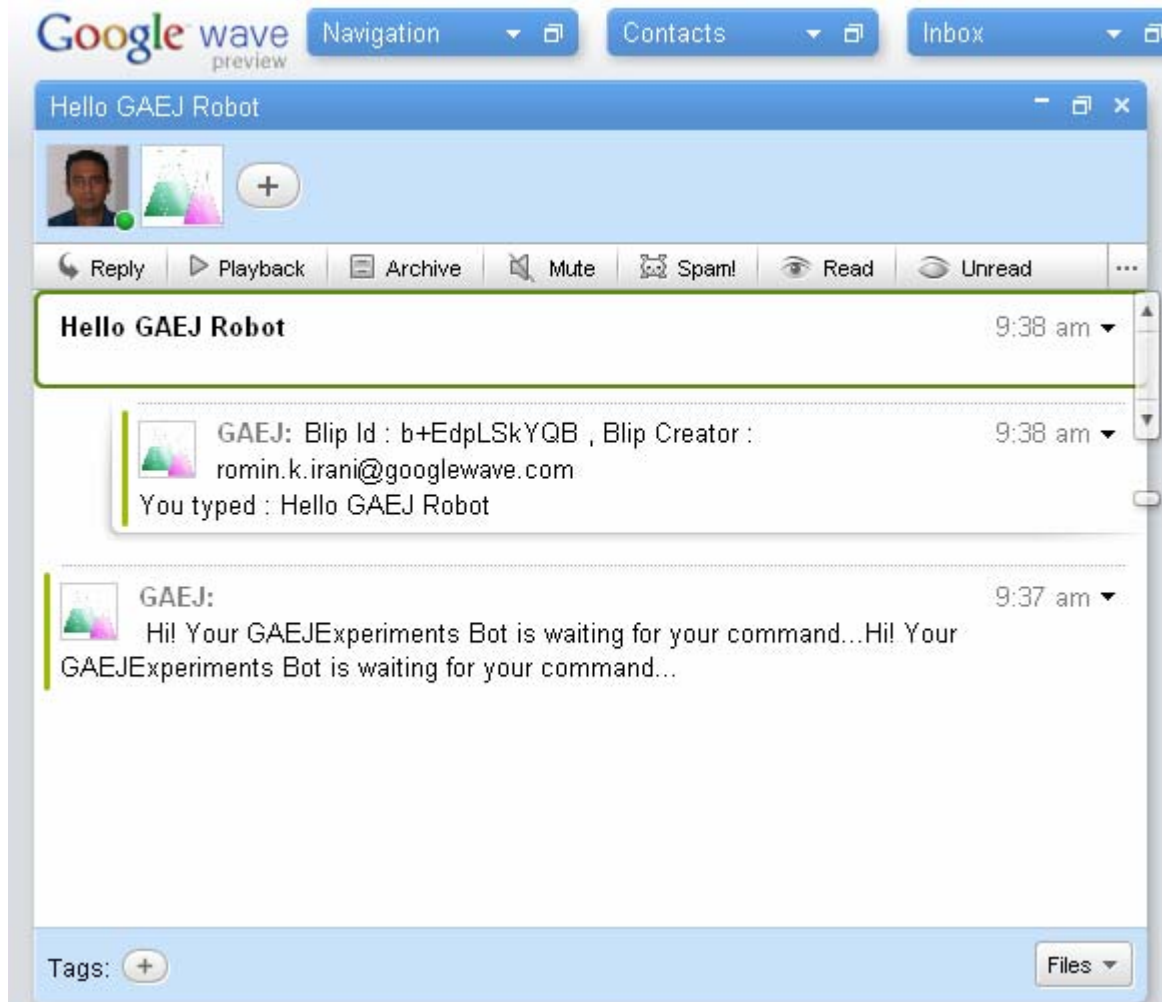 Google wave Navigation Contacts Inbox
preview
Hello GAEJ Robot
Reply Playback Archive Mute Spam! Read Unread ...
Hello GAEJ Robot 9:38 am
GAEJ: Blip Id : b+EdpLSkYQB , Blip Creator : 9:38 am
romin.k.irani@googlewave.com
You typed : Hello GAEJ Robot
GAEJ: 9:37 am
Hi! Your GAEJExperiments Bot is waiting for your command...Hi! Your
GAEJExperiments Bot is waiting for your command...
Tags: Files